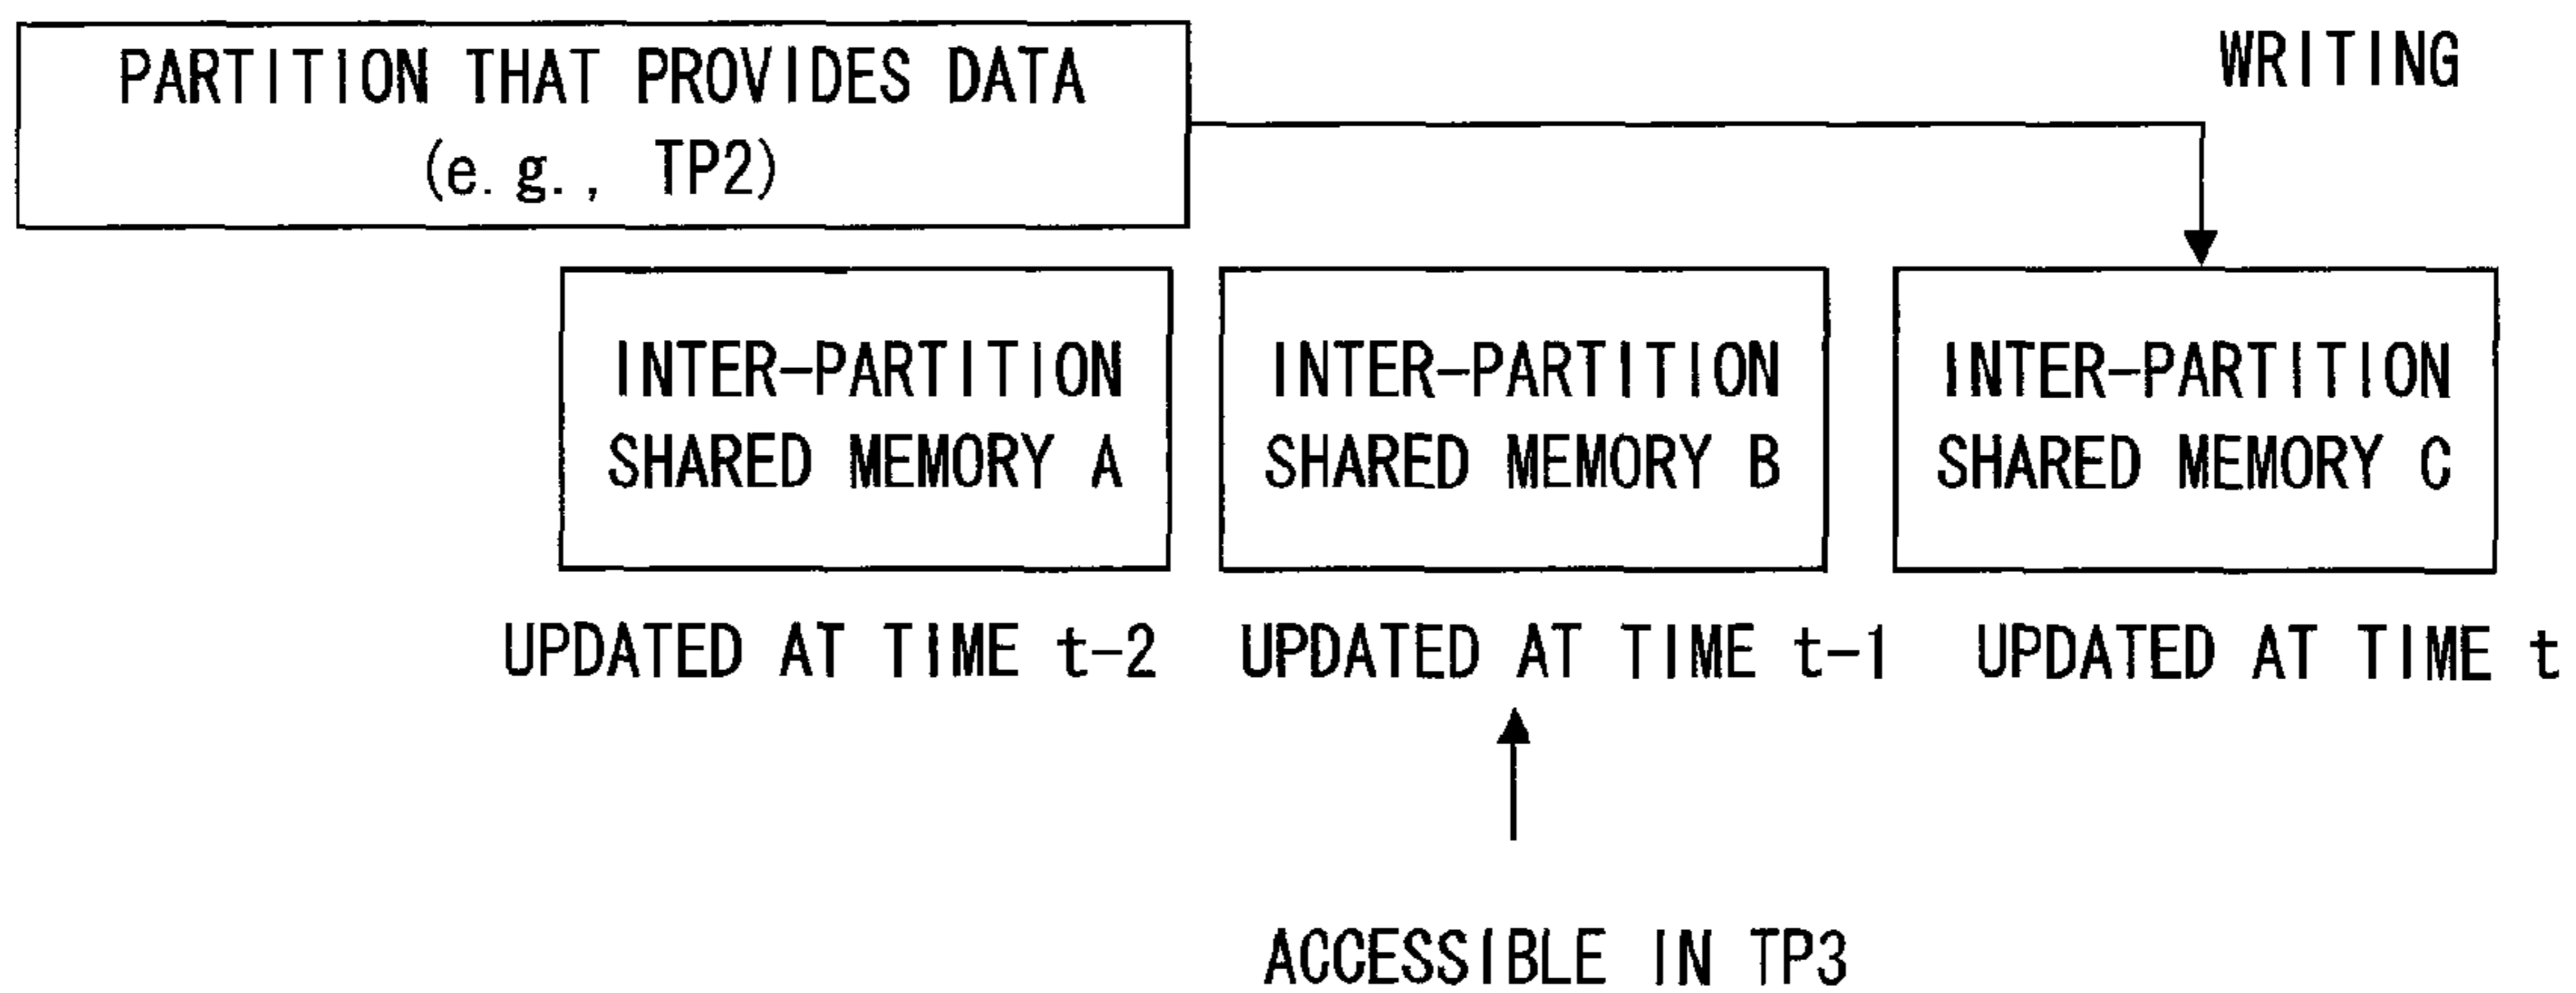 PARTITION THAT PROVIDES DATA
(e.g., TP2)
WRITING
INTER-PARTITION
SHARED MEMORY A
INTER-PARTITION
SHARED MEMORY B
INTER-PARTITION
SHARED MEMORY C
UPDATED AT TIME t-2
UPDATED AT TIME t-1
UPDATED AT TIME t
ACCESSIBLE IN TP3